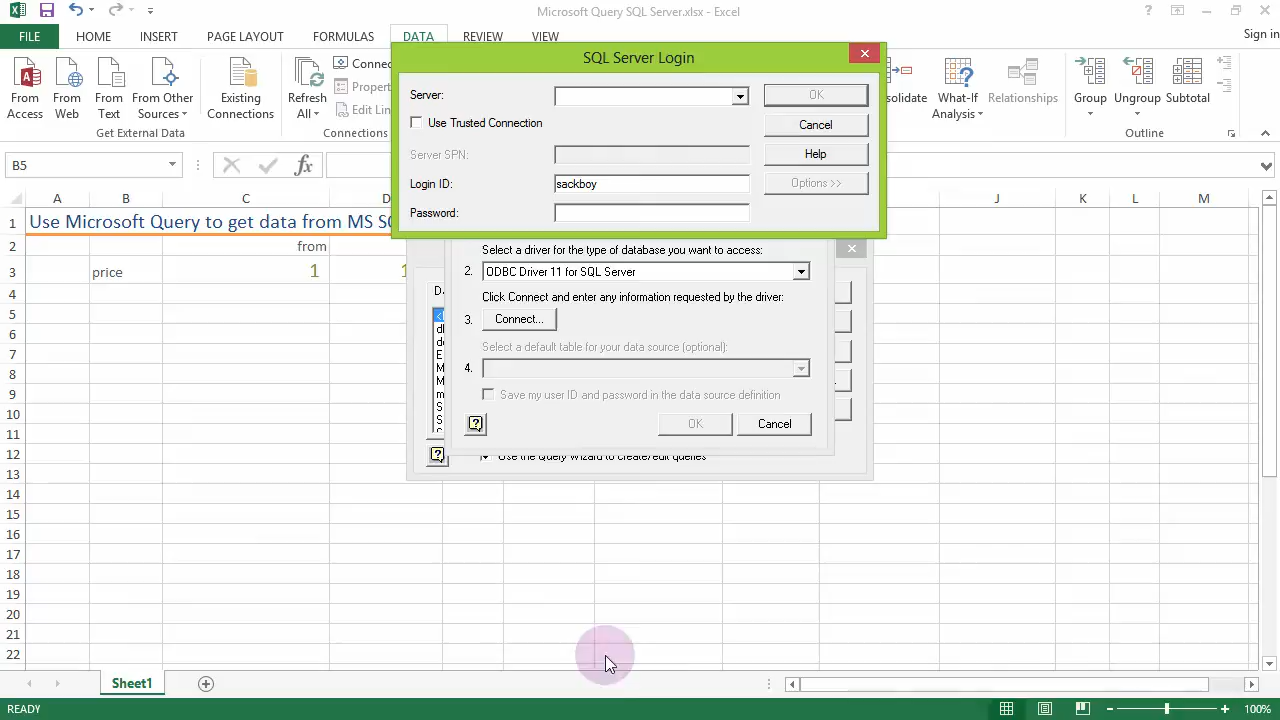 Microsoft Query SQL Server.xlsx - Excel
FILE HOME INSERT PAGE LAYOUT FORMULAS DATA REVIEW VIEW Sign in
SQL Server Login
Server: OK
Use Trusted Connection Cancel
Server SPN: Help
Login ID: sackboy Options >>
Password:
From Access
From Web
From Text
From Other Sources
Existing Connections
Refresh All
Edit Lin
What-If Analysis
Relationships
Group
Ungroup
Subtotal
Get External Data
Connections
Outline
B5
A B C D J K L M
1 Use Microsoft Query to get data from MS
2 from
3 price 1 1
4
5
6
7
8
9
10
11
12
13
14
15
16
17
18
19
20
21
22
Select a driver for the type of database you want to access:
2. ODBC Driver 11 for SQL Server
Click Connect and enter any information requested by the driver:
3. Connect...
Select a default table for your data source (optional):
4.
Save my user ID and password in the data source definition
OK Cancel
Use the Query Wizard to create/edit queries
Sheet1
READY 100%